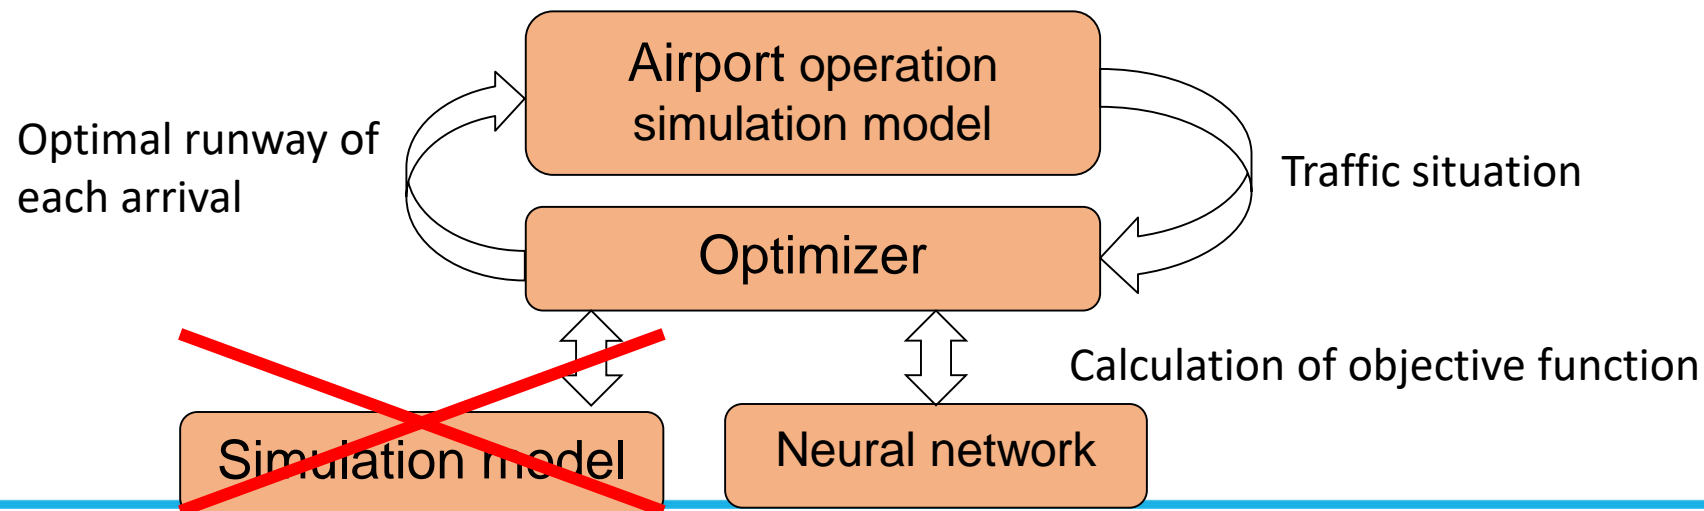 Airport operation
simulation model
Optimal runway of
each arrival
Traffic situation
Optimizer
Calculation of objective function
Simulation model
Neural network